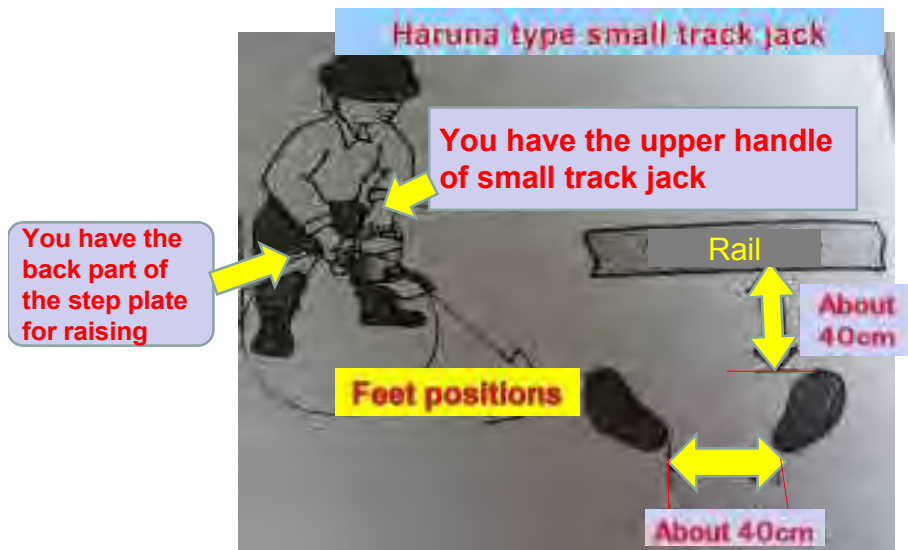 Haruna type small track jack
You have the upper handle
of small track jack
You have the
back part of
the step plate
for raising
Rail
About
40cm
Feet positions
About 40cm